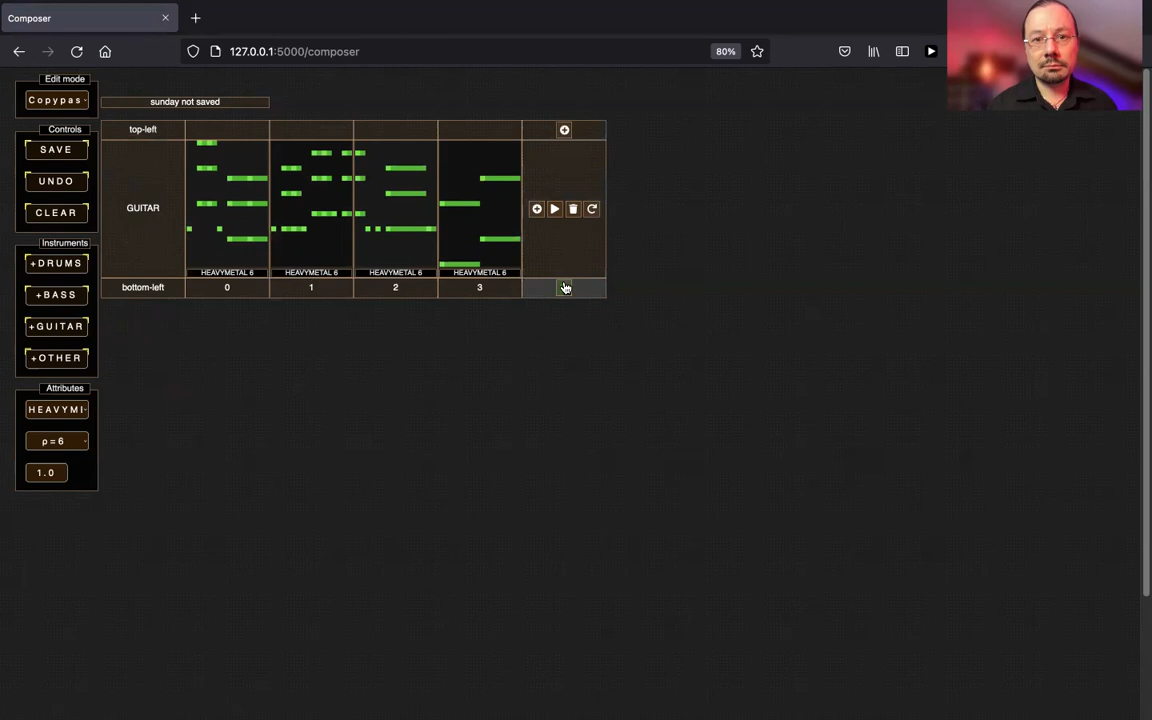 Composer
127.0.0.1:5000/composer
80%
Edit mode
Copypas
sunday not saved
top-left
Controls
SAVE
UNDO
CLEAR
GUITAR
HEAVYMETAL 6 HEAVYMETAL 6 HEAVYMETAL 6 HEAVYMETAL 6
bottom-left 0 1 2 3
Instruments
+DRUMS
+BASS
+GUITAR
+OTHER
Attributes
HEAVYMI
ρ=6
1.0